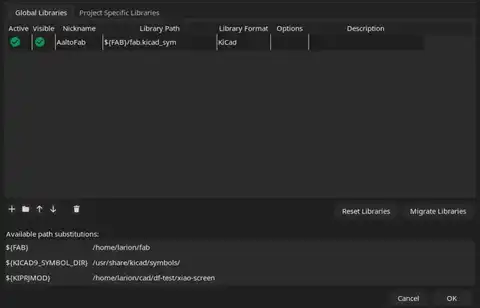 Global Libraries Project Specific Libraries
Active Visible Nickname Library Path Library Format Options Description
AaltoFab ${FAB}/fab.kicad_sym KiCad
Reset Libraries Migrate Libraries
Available path substitutions:
${FAB} /home/larion/fab
${KICAD9_SYMBOL_DIR} /usr/share/kicad/symbols/
${KIPRJMOD} /home/larion/cad/df-test/xiao-screen
Cancel OK